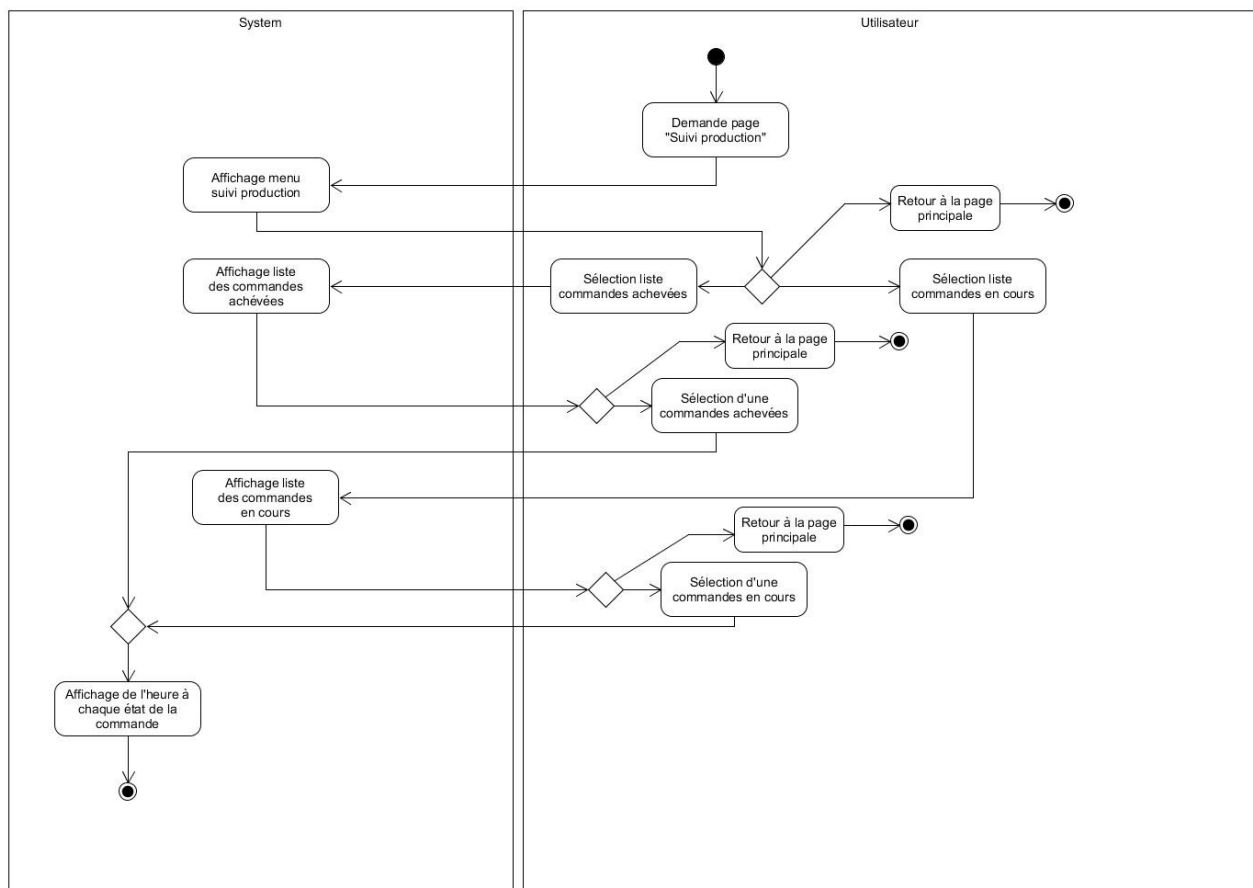 System
Utilisateur
Demande page
"Suivi production"
Affichage menu
suivi production
Retour à la page
principale
Affichage liste
des commandes
achévées
Sélection liste
commandes achevées
Sélection liste
commandes en cours
Retour à la page
principale
Sélection d'une
commandes achevées
Affichage liste
des commandes
en cours
Retour à la page
principale
Sélection d'une
commandes en cours
Affichage de l'heure à
chaque état de la
commande